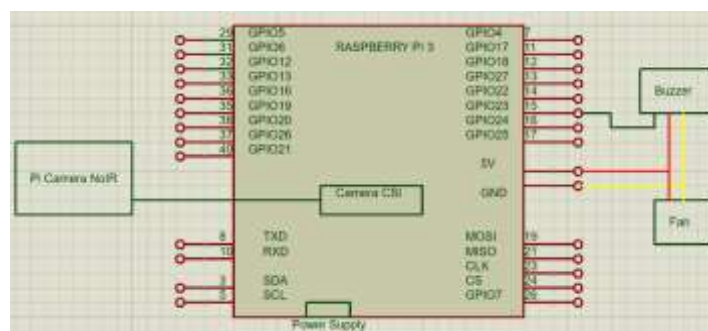 29 GPIO5 GPIO4 7
31 GPIO6 RASPBERRY PI 3 GPIO17 11
32 GPIO12 GPIO18 12
33 GPIO13 GPIO27 13
36 GPIO16 GPIO22 14
35 GPIO19 GPIO23 15
38 GPIO20 GPIO24 16
37 GPIO26 GPIO25 17
40 GPIO21
Buzzer
5V
Pi Camera NoIR
Camera CSI
GND
Fan
8 TXD MOSI 19
10 RXD MISO 21
CLK 23
3 SDA CS 24
5 SCL GPIO7 26
Power Supply